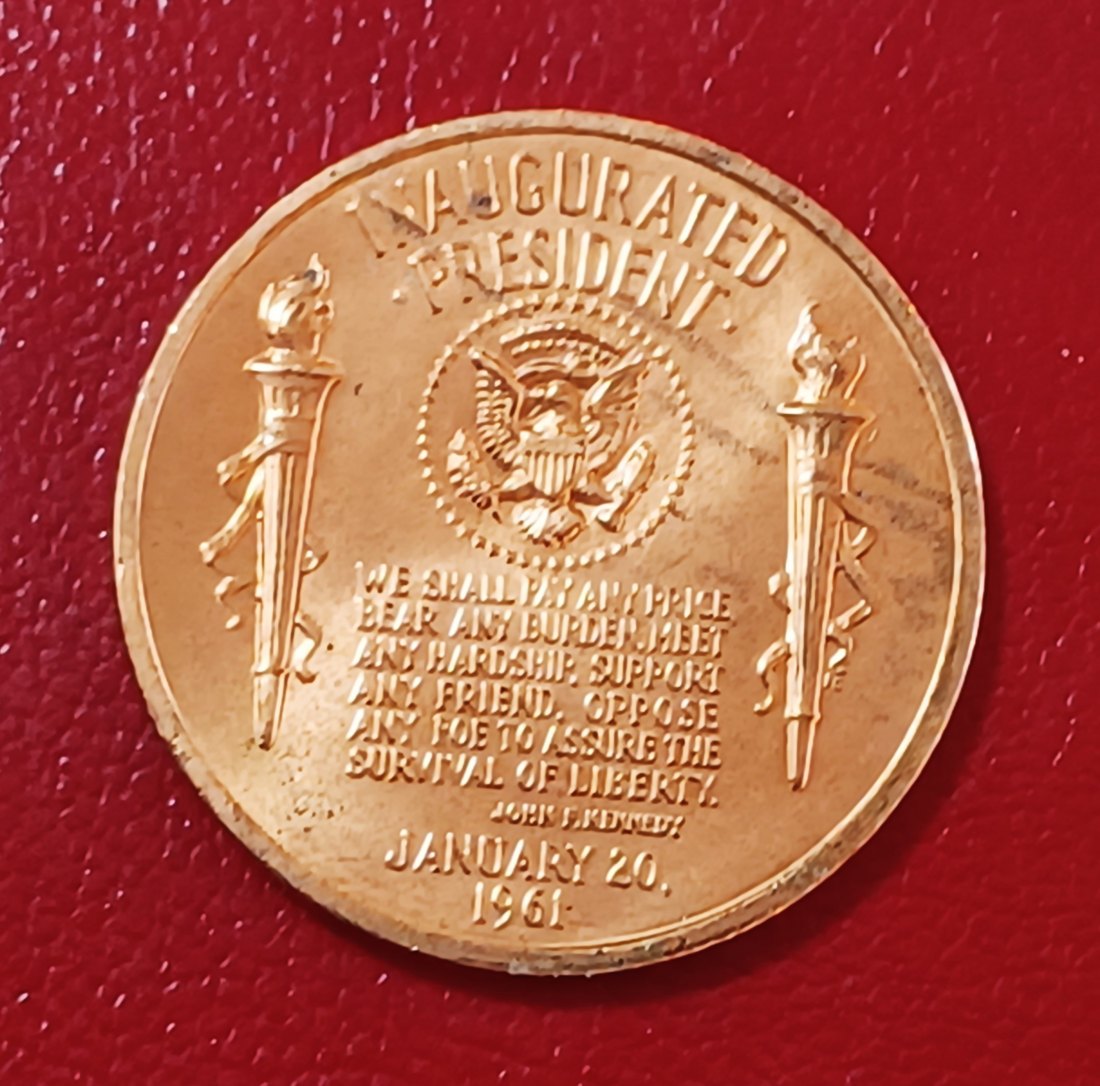 INAUGURATED
·PRESIDENT·
WE SHALL PAY ANY PRICE,
BEAR ANY BURDEN, MEET
ANY HARDSHIP, SUPPORT
ANY FRIEND, OPPOSE
ANY FOE TO ASSURE THE
SURVIVAL OF LIBERTY.
JOHN F. KENNEDY
JANUARY 20,
1961